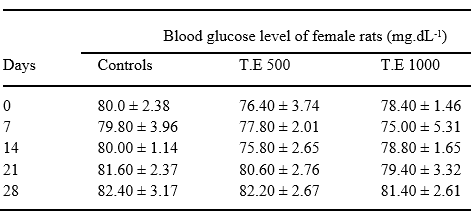 Blood glucose level of female rats (mg.dL-1)
Days Controls T.E 500 T.E 1000
0 80.0 ± 2.38 76.40 ± 3.74 78.40 ± 1.46
7 79.80 ± 3.96 77.80 ± 2.01 75.00 ± 5.31
14 80.00 ± 1.14 75.80 ± 2.65 78.80 ± 1.65
21 81.60 ± 2.37 80.60 ± 2.76 79.40 ± 3.32
28 82.40 ± 3.17 82.20 ± 2.67 81.40 ± 2.61